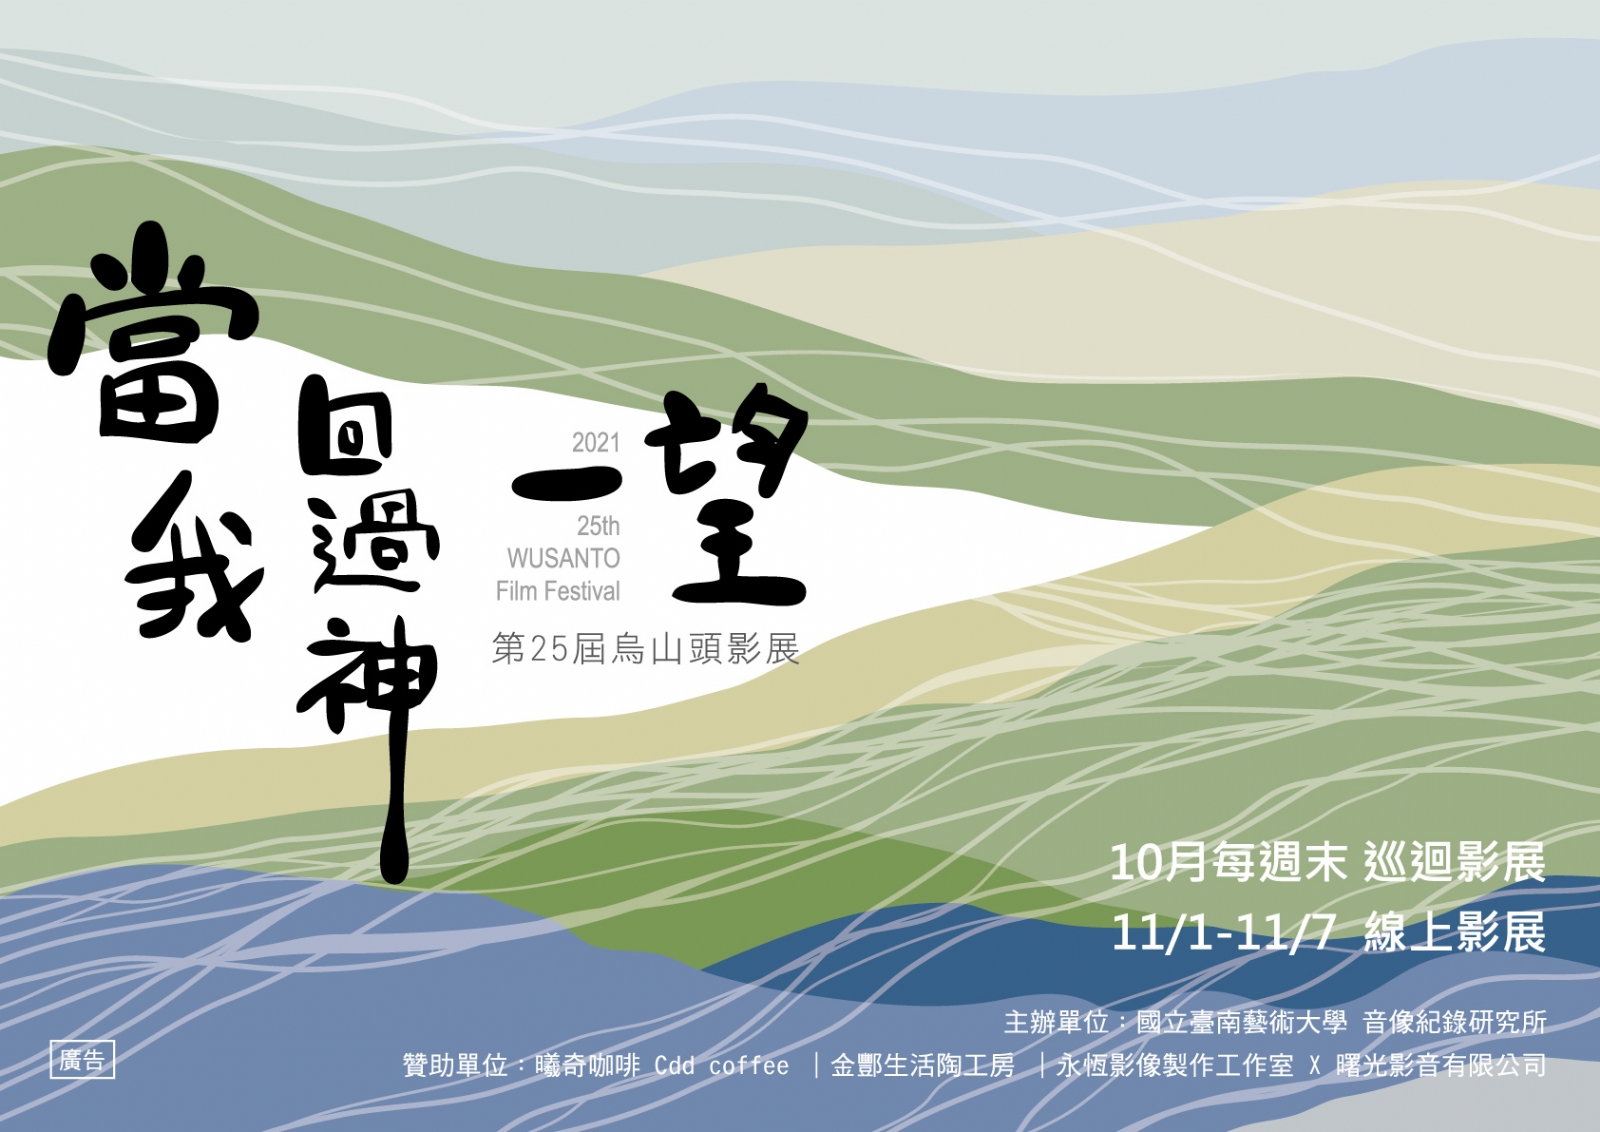 當我
回過神
一望
2021
25th
WUSANTO
Film Festival
第25屆烏山頭影展
10月每週末 巡迴影展
11/1-11/7 線上影展
主辦單位：國立臺南藝術大學 音像紀錄研究所
贊助單位：曦奇咖啡 Cdd coffee ｜金酆生活陶工房 ｜永恆影像製作工作室 X 曙光影音有限公司
廣告